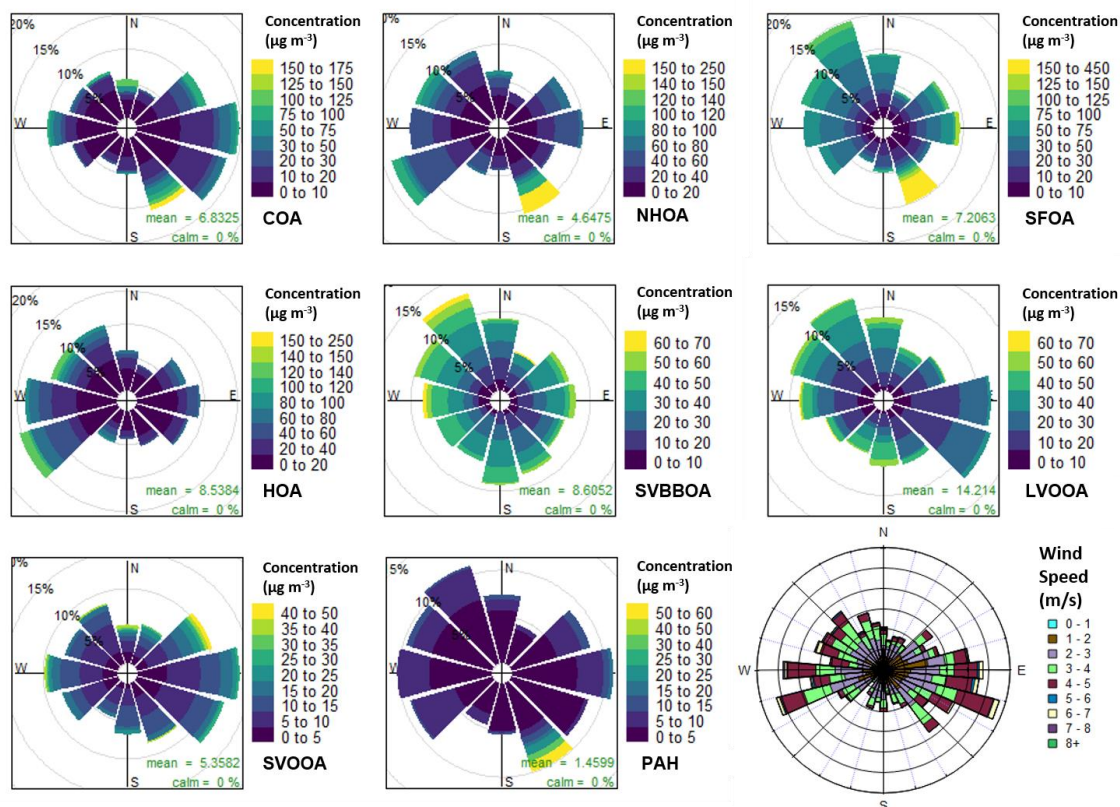 20%
15%
10%
5%
N
W
S
mean = 6.8325
calm = 0 %
Concentration
(µg m⁻³)
150 to 175
125 to 150
100 to 125
75 to 100
50 to 75
30 to 50
20 to 30
10 to 20
0 to 10
COA
0%
15%
10%
5%
N
W
E
S
mean = 4.6475
calm = 0 %
Concentration
(µg m⁻³)
150 to 250
140 to 150
120 to 140
100 to 120
80 to 100
60 to 80
40 to 60
20 to 40
0 to 20
NHOA
20%
15%
10%
5%
N
W
E
S
mean = 7.2063
calm = 0 %
Concentration
(µg m⁻³)
150 to 450
125 to 150
100 to 125
75 to 100
50 to 75
30 to 50
20 to 30
10 to 20
0 to 10
SFOA
20%
15%
10%
5%
N
W
E
S
mean = 8.5384
calm = 0 %
Concentration
(µg m⁻³)
150 to 250
140 to 150
120 to 140
100 to 120
80 to 100
60 to 80
40 to 60
20 to 40
0 to 20
HOA
15%
10%
5%
N
W
E
S
mean = 8.6052
calm = 0 %
Concentration
(µg m⁻³)
60 to 70
50 to 60
40 to 50
30 to 40
20 to 30
10 to 20
0 to 10
SVBBOA
15%
10%
5%
N
W
E
S
mean = 14.214
calm = 0 %
Concentration
(µg m⁻³)
60 to 70
50 to 60
40 to 50
30 to 40
20 to 30
10 to 20
0 to 10
LVOOA
0%
15%
10%
5%
N
W
S
mean = 5.3582
calm = 0 %
Concentration
(µg m⁻³)
40 to 50
35 to 40
30 to 35
25 to 30
20 to 25
15 to 20
10 to 15
5 to 10
0 to 5
SVOOA
5%
N
W
S
mean = 1.4599
calm = 0 %
Concentration
(µg m⁻³)
50 to 60
40 to 50
30 to 40
25 to 30
20 to 25
15 to 20
10 to 15
5 to 10
0 to 5
PAH
N
W
E
S
Wind
Speed
(m/s)
0 - 1
1 - 2
2 - 3
3 - 4
4 - 5
5 - 6
6 - 7
7 - 8
8+